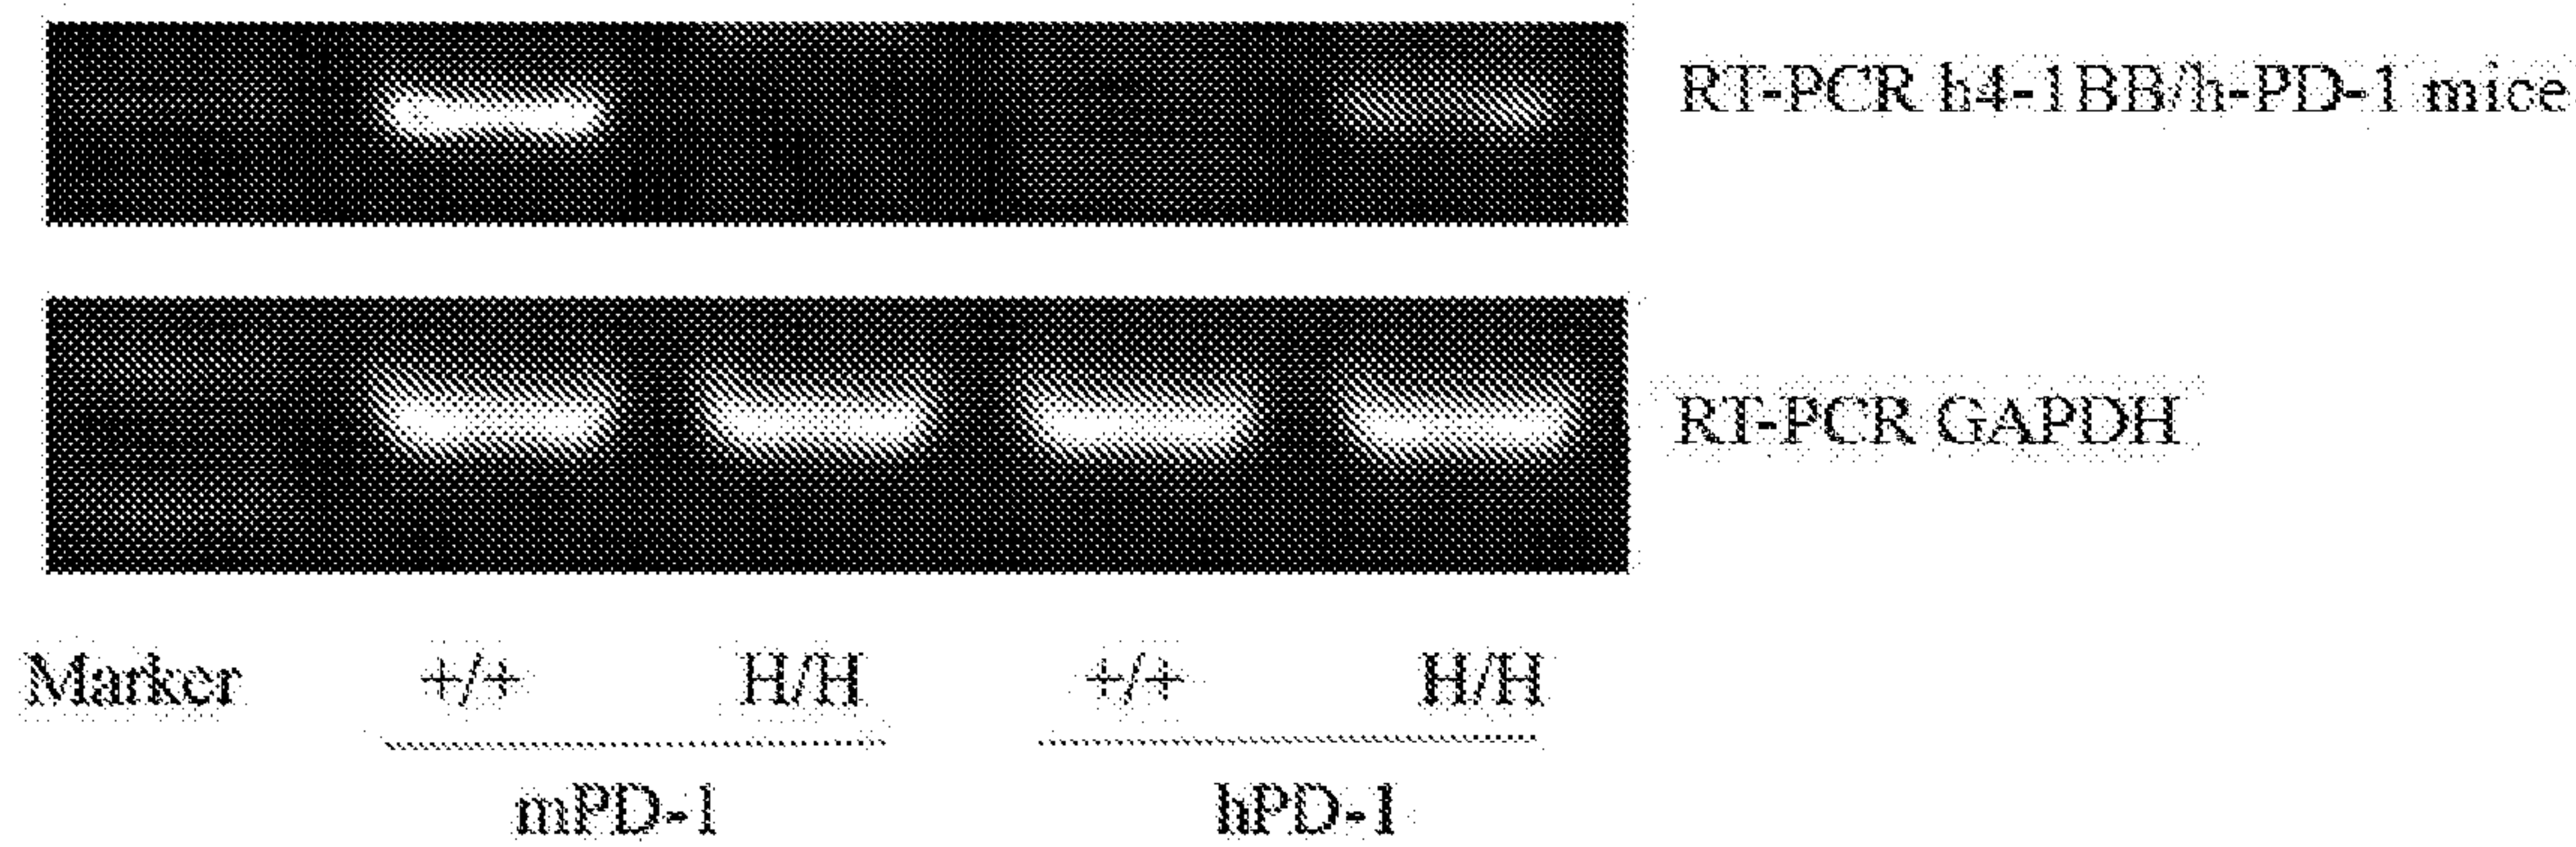 RT-PCR h4-1BB/h-PD-1 mice
RT-PCR GAPDH
Marker +/+ H/H +/+ H/H
mPD-1 hPD-1